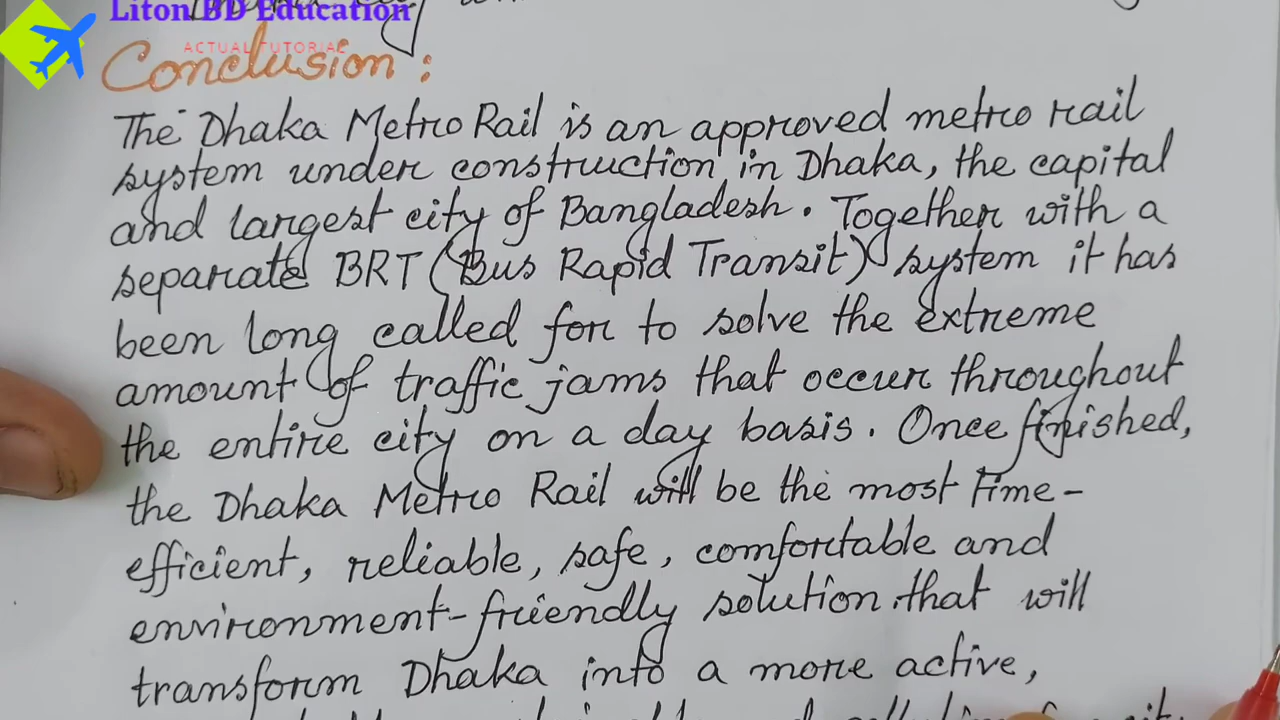 Liton BD Education
ACTUAL TUTORIAL
Conclusion :
The Dhaka Metro Rail is an approved metro rail
system under construction in Dhaka, the capital
and largest city of Bangladesh. Together with a
separate BRT (Bus Rapid Transit) system it has
been long called for to solve the extreme
amount of traffic jams that occur throughout
the entire city on a day basis. Once finished,
the Dhaka Metro Rail will be the most time-
efficient, reliable, safe, comfortable and
environment-friendly solution that will
transform Dhaka into a more active,